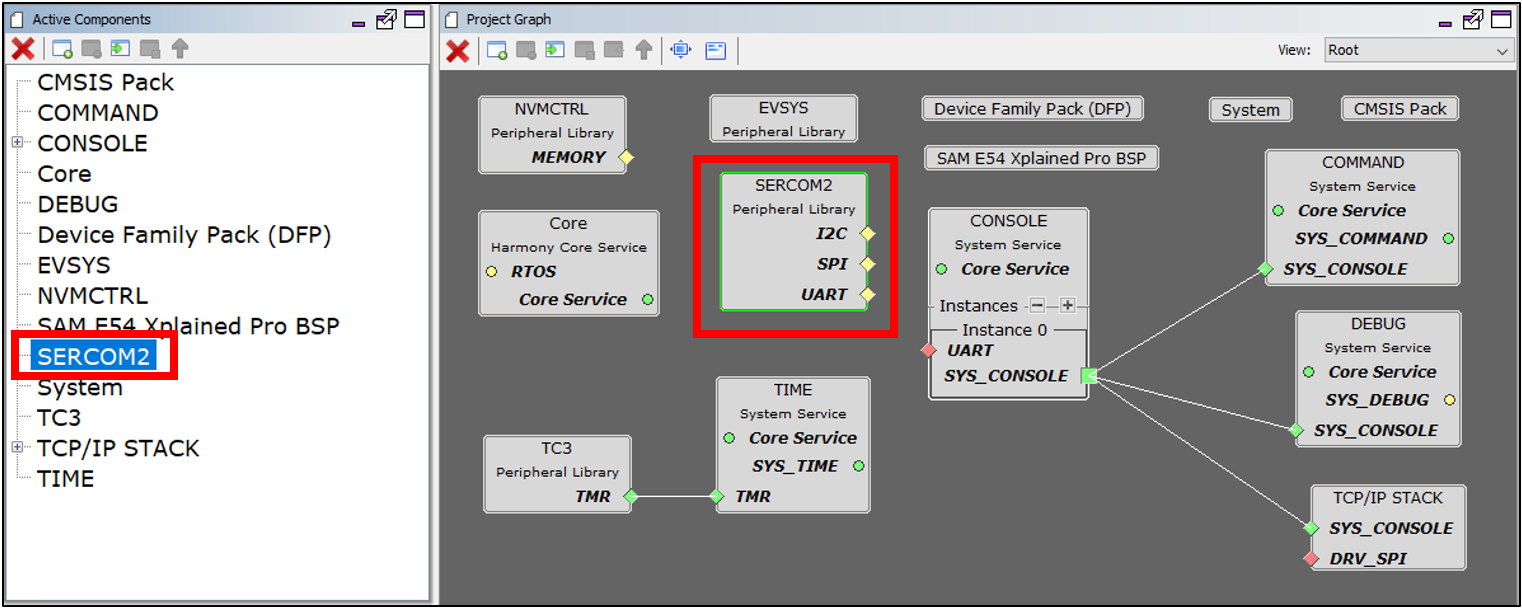 Active Components
CMSIS Pack
COMMAND
CONSOLE
Core
DEBUG
Device Family Pack (DFP)
EVSYS
NVMCTRL
SAM E54 Xplained Pro BSP
SERCOM2
System
TC3
TCP/IP STACK
TIME
Project Graph
View: Root
NVMCTRL
Peripheral Library
MEMORY
EVSYS
Peripheral Library
Device Family Pack (DFP)
System
CMSIS Pack
SAM E54 Xplained Pro BSP
SERCOM2
Peripheral Library
I2C
SPI
UART
Core
Harmony Core Service
RTOS
Core Service
CONSOLE
System Service
Core Service
Instances
Instance 0
UART
SYS_CONSOLE
COMMAND
System Service
Core Service
SYS_COMMAND
SYS_CONSOLE
DEBUG
System Service
Core Service
SYS_DEBUG
SYS_CONSOLE
TIME
System Service
Core Service
SYS_TIME
TMR
TC3
Peripheral Library
TMR
TCP/IP STACK
SYS_CONSOLE
DRV_SPI